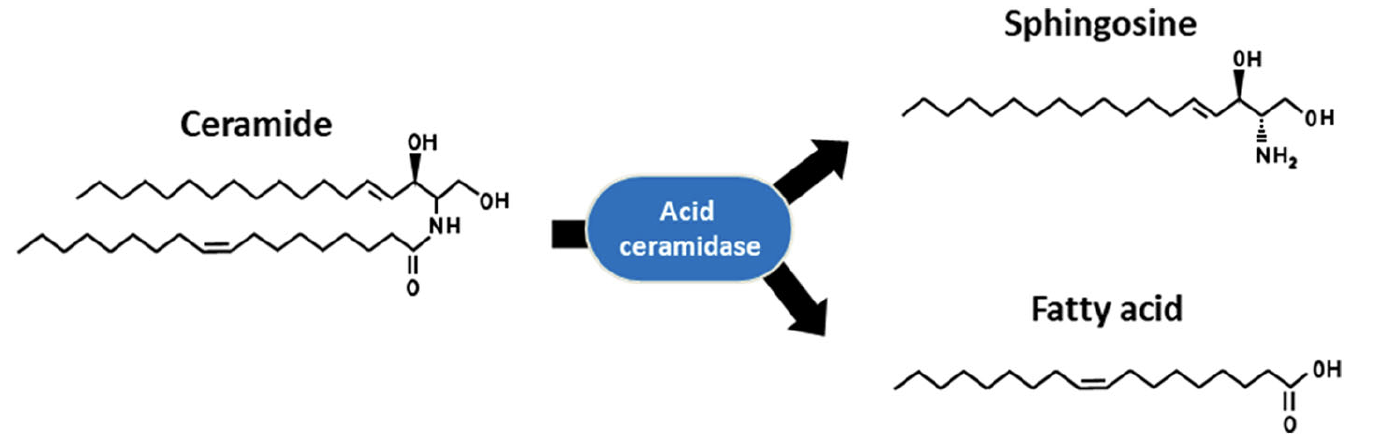 Ceramide
OH
OH
NH
O
Acid
ceramidase
Sphingosine
OH
OH
NH₂
Fatty acid
OH
O